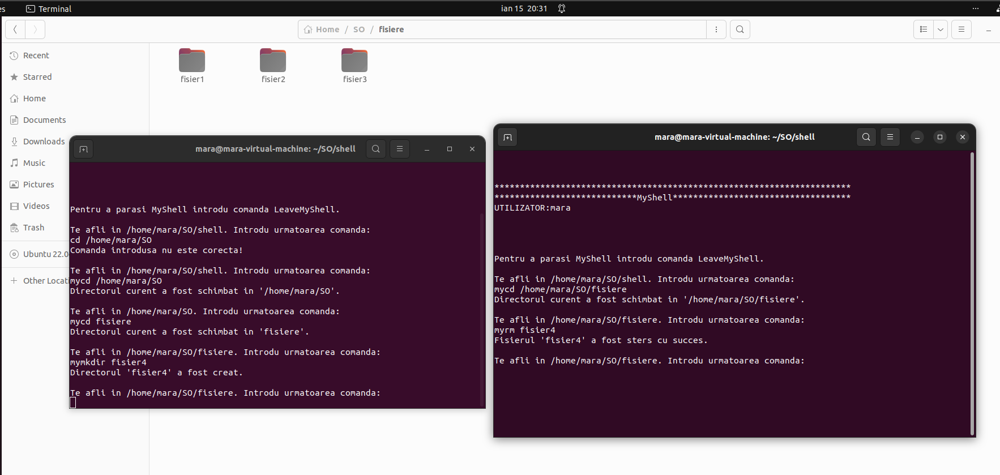 es Terminal ian 15 20:31
Home / SO / fisiere
Recent
Starred
Home
Documents
Downloads
Music
Pictures
Videos
Trash
Ubuntu 22.0
Other Locati
fisier1 fisier2 fisier3
mara@mara-virtual-machine: ~/SO/shell
Pentru a parasi MyShell introdu comanda LeaveMyShell.
Te afli in /home/mara/SO/shell. Introdu urmatoarea comanda:
cd /home/mara/SO
Comanda introdusa nu este corecta!
Te afli in /home/mara/SO/shell. Introdu urmatoarea comanda:
mycd /home/mara/SO
Directorul curent a fost schimbat in '/home/mara/SO'.
Te afli in /home/mara/SO. Introdu urmatoarea comanda:
mycd fisiere
Directorul curent a fost schimbat in 'fisiere'.
Te afli in /home/mara/SO/fisiere. Introdu urmatoarea comanda:
mymkdir fisier4
Directorul 'fisier4' a fost creat.
Te afli in /home/mara/SO/fisiere. Introdu urmatoarea comanda:
mara@mara-virtual-machine: ~/SO/shell
**********************************************************************
****************************MyShell***********************************
UTILIZATOR:mara
Pentru a parasi MyShell introdu comanda LeaveMyShell.
Te afli in /home/mara/SO/shell. Introdu urmatoarea comanda:
mycd /home/mara/SO/fisiere
Directorul curent a fost schimbat in '/home/mara/SO/fisiere'.
Te afli in /home/mara/SO/fisiere. Introdu urmatoarea comanda:
myrm fisier4
Fisierul 'fisier4' a fost sters cu succes.
Te afli in /home/mara/SO/fisiere. Introdu urmatoarea comanda: